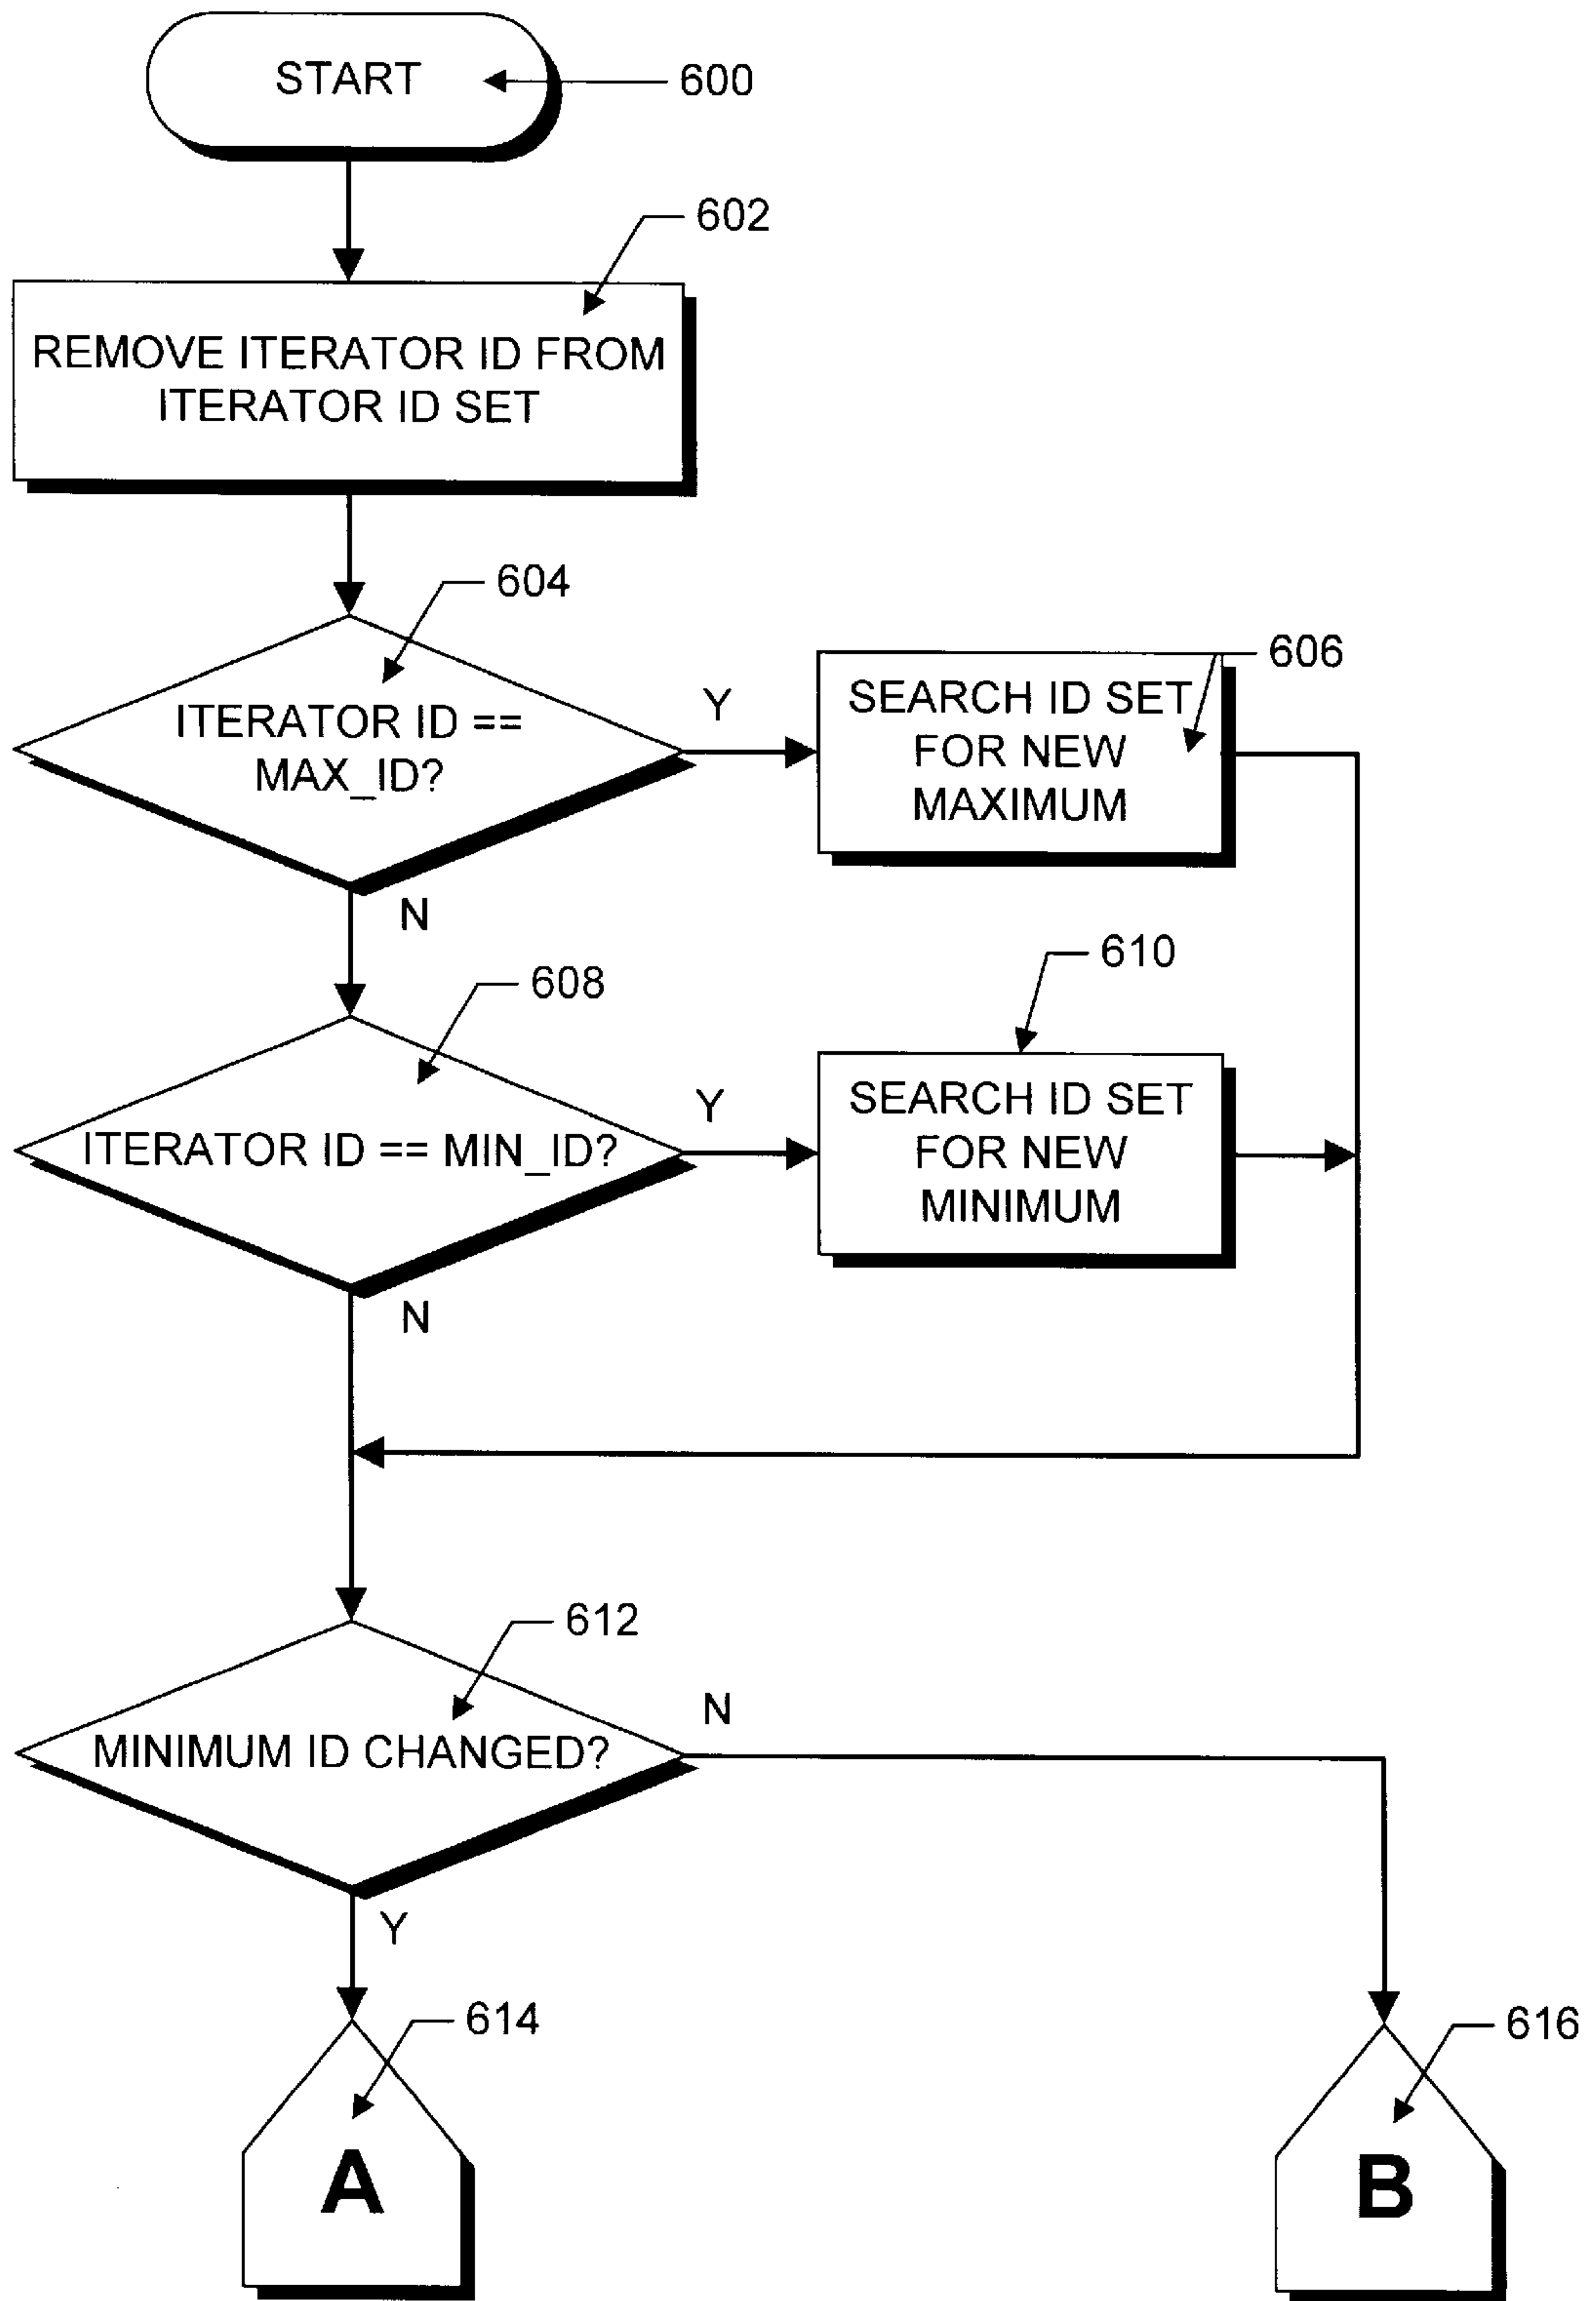 START
600
602
REMOVE ITERATOR ID FROM
ITERATOR ID SET
604
ITERATOR ID ==
MAX_ID?
Y
606
SEARCH ID SET
FOR NEW
MAXIMUM
N
608
ITERATOR ID == MIN_ID?
Y
610
SEARCH ID SET
FOR NEW
MINIMUM
N
612
MINIMUM ID CHANGED?
N
Y
614
A
616
B